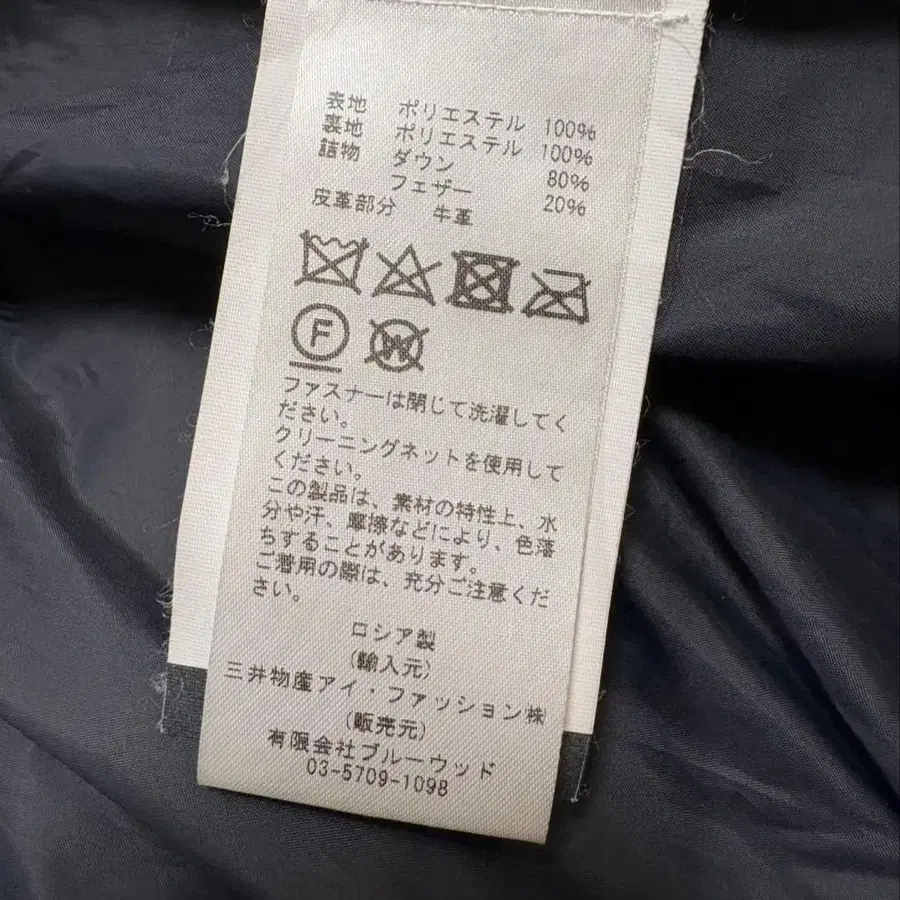 表地 ポリエステル 100%
裏地 ポリエステル 100%
詰物 ダウン 80%
フェザー 20%
皮革部分 牛革
F
W
ファスナーは閉じて洗濯してく
ださい。
クリーニングネットを使用して
ください。
この製品は、素材の特性上、水
分や汗、摩擦などにより、色落
ちすることがあります。
ご着用の際は、充分ご注意くだ
さい。
ロシア製
(輸入元)
三井物産アイ・ファッション㈱
(販売元)
有限会社ブルーウッド
03-5709-1098